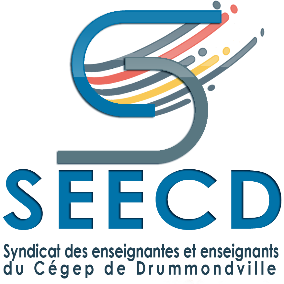 SEECD
Syndicat des enseignantes et enseignants
du Cégep de Drummondville